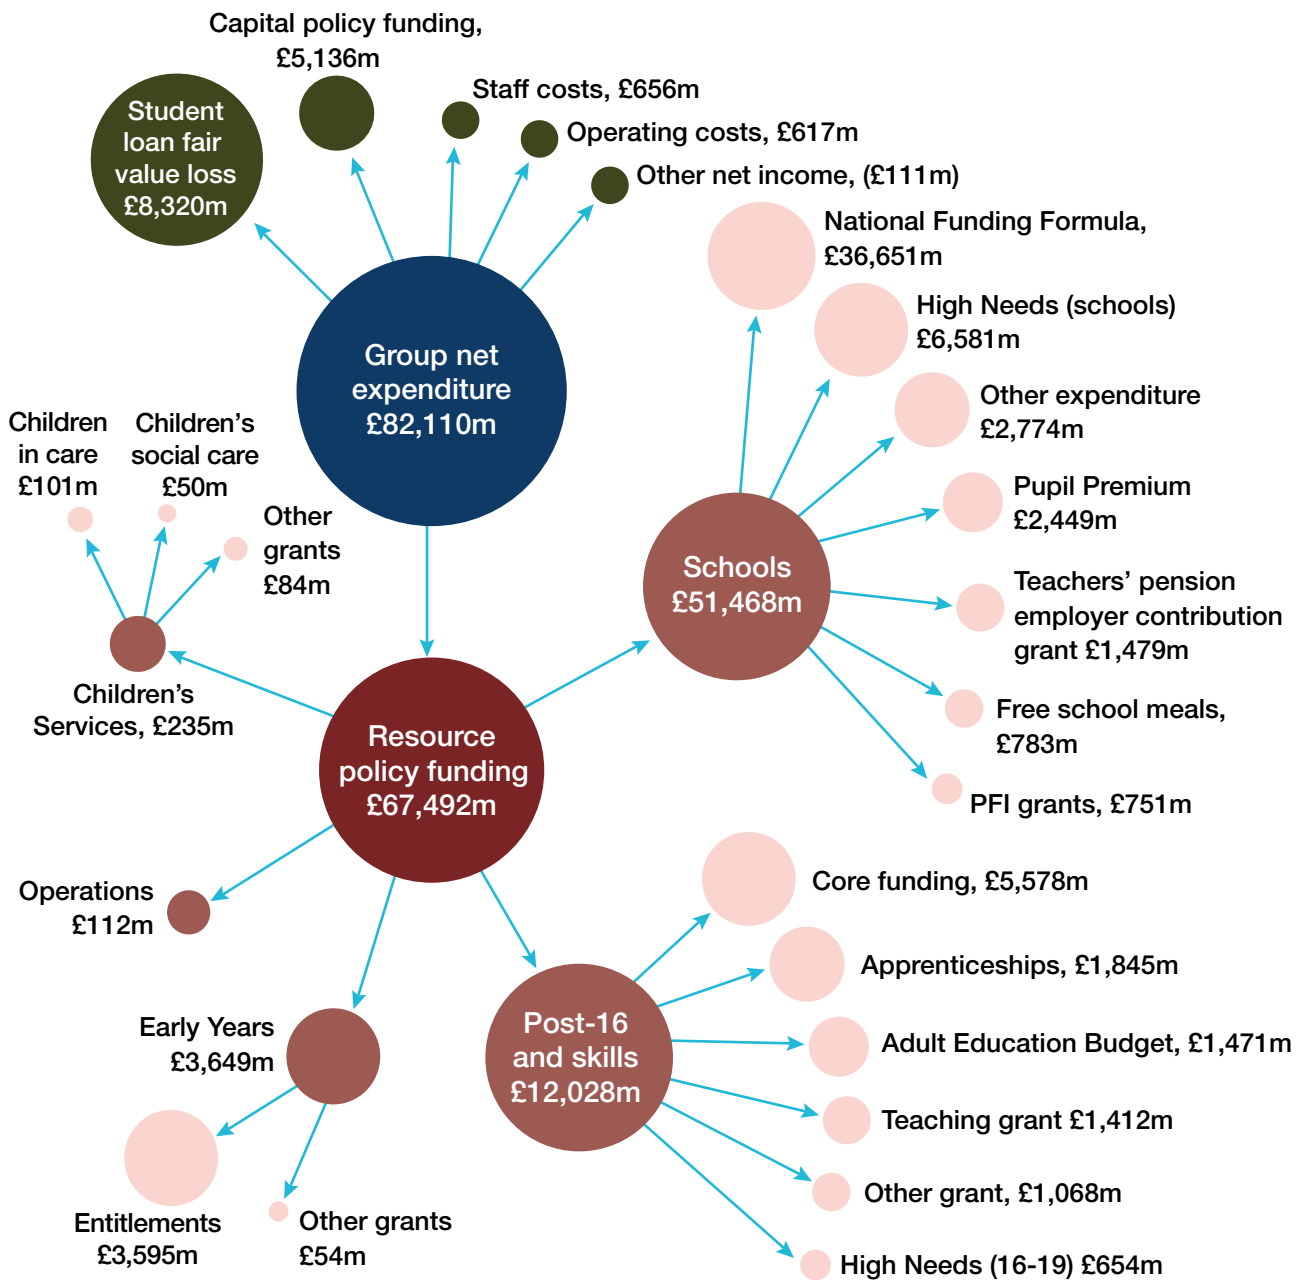 Capital policy funding,
£5,136m
Student
loan fair
value loss
£8,320m
Staff costs, £656m
Operating costs, £617m
Other net income, (£111m)
Group net
expenditure
£82,110m
National Funding Formula,
£36,651m
High Needs (schools)
£6,581m
Other expenditure
£2,774m
Pupil Premium
£2,449m
Schools
£51,468m
Teachers’ pension
employer contribution
grant £1,479m
Free school meals,
£783m
PFI grants, £751m
Children
in care
£101m
Children’s
social care
£50m
Other
grants
£84m
Children’s
Services, £235m
Resource
policy funding
£67,492m
Operations
£112m
Early Years
£3,649m
Entitlements
£3,595m
Other grants
£54m
Post-16
and skills
£12,028m
Core funding, £5,578m
Apprenticeships, £1,845m
Adult Education Budget, £1,471m
Teaching grant £1,412m
Other grant, £1,068m
High Needs (16-19) £654m